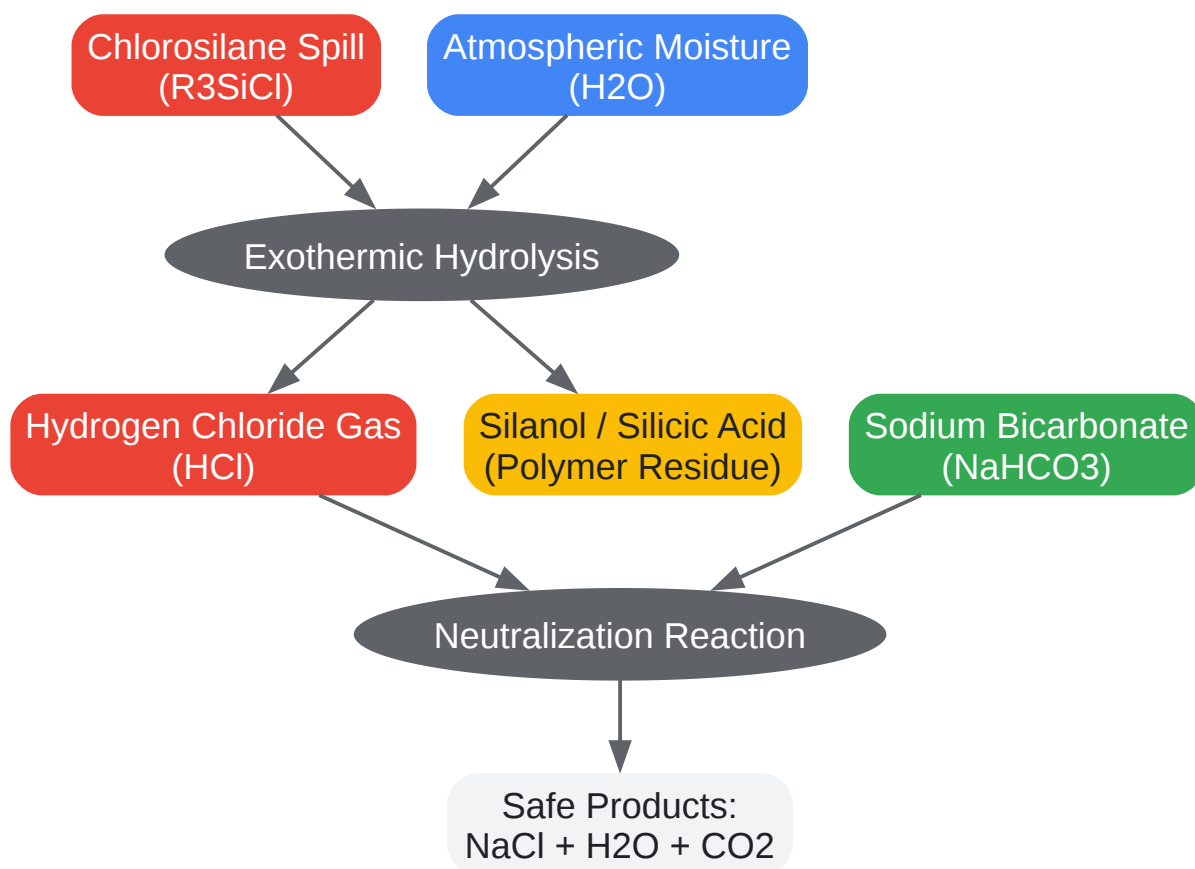 Chlorosilane Spill
(R3SiCl)
Atmospheric Moisture
(H2O)
Exothermic Hydrolysis
Hydrogen Chloride Gas
(HCl)
Silanol / Silicic Acid
(Polymer Residue)
Sodium Bicarbonate
(NaHCO3)
Neutralization Reaction
Safe Products:
NaCl + H2O + CO2